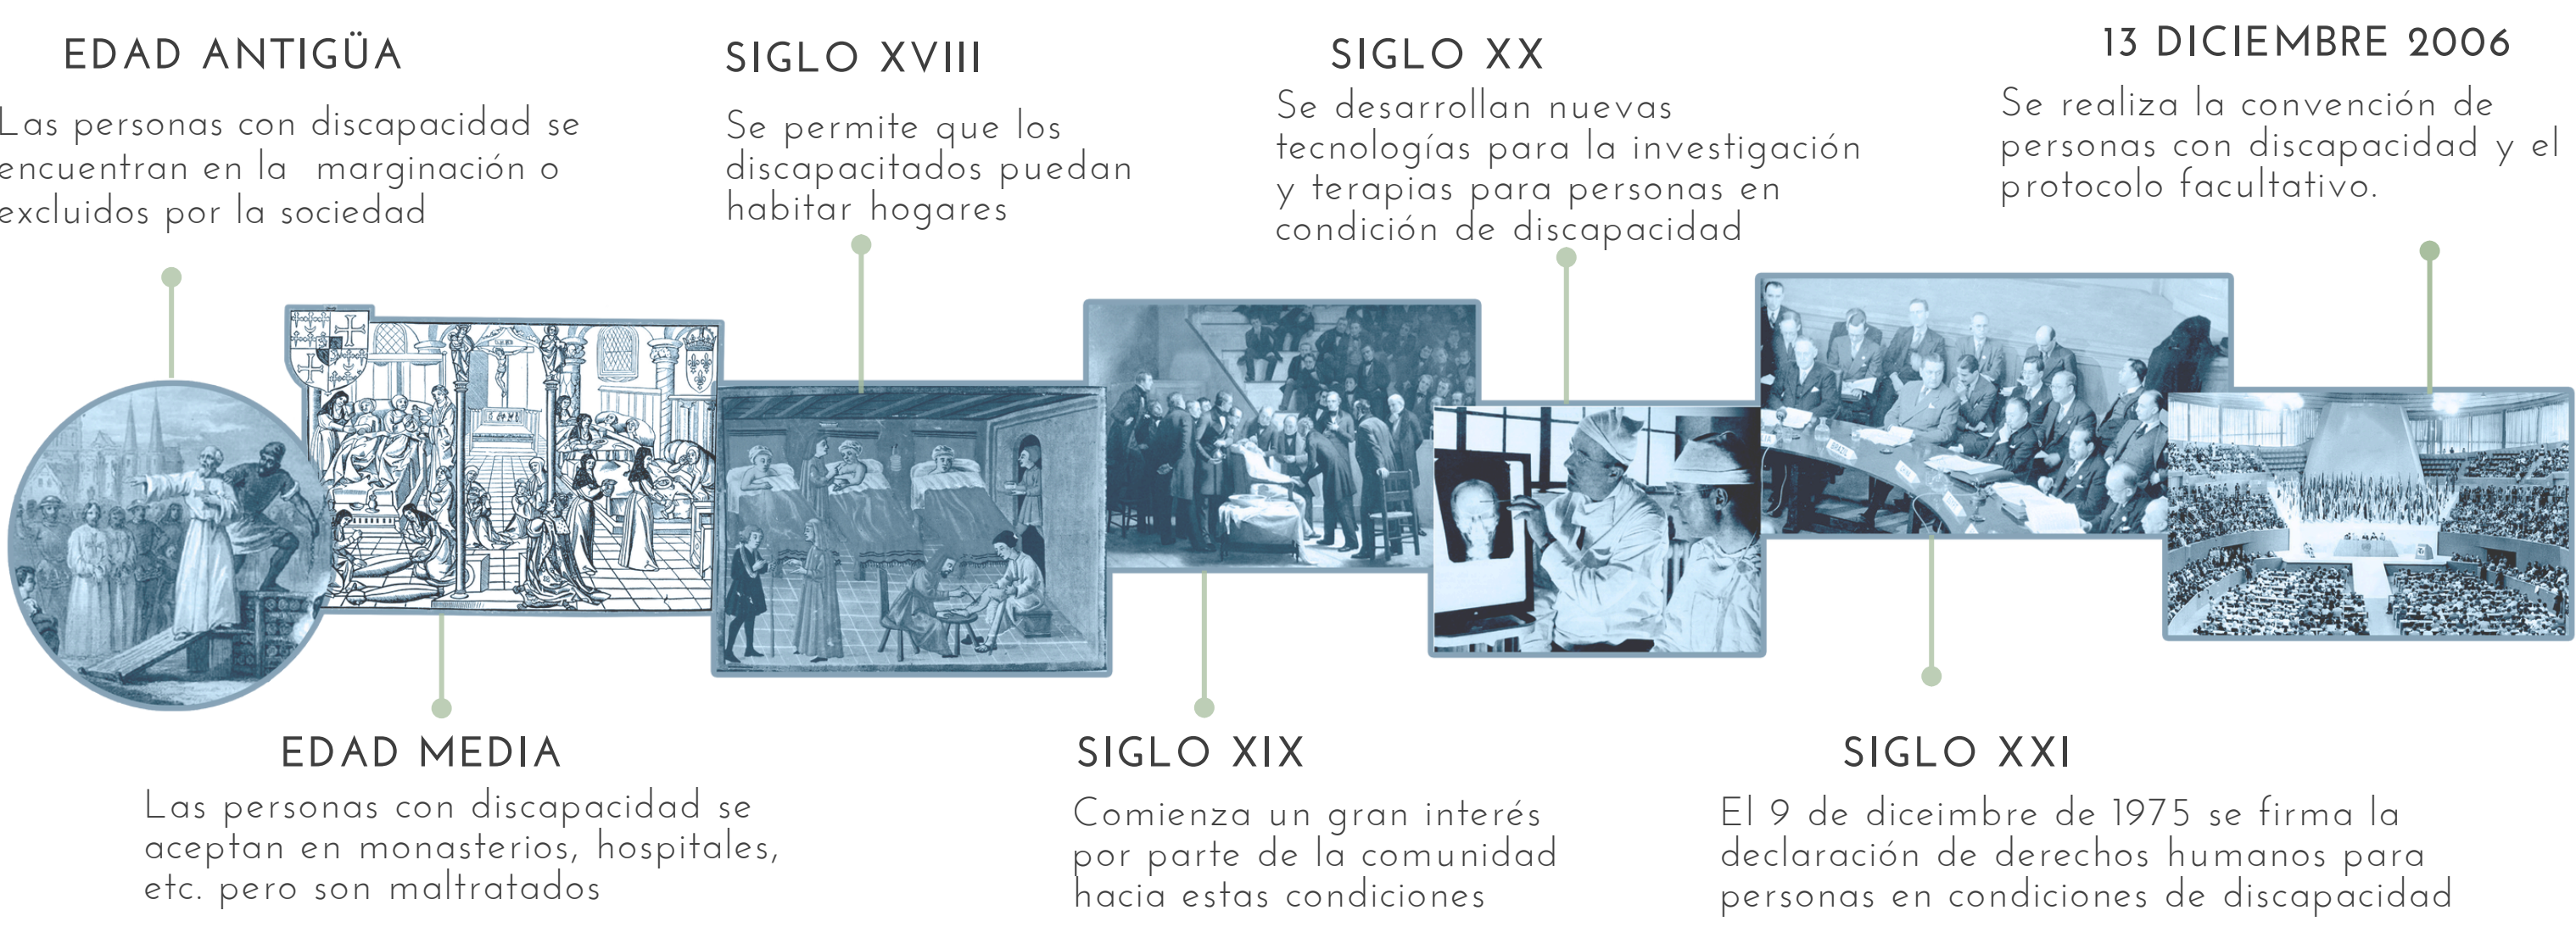 EDAD ANTIGÜA
Las personas con discapacidad se
encuentran en la marginación o
excluidos por la sociedad
SIGLO XVIII
Se permite que los
discapacitados puedan
habitar hogares
SIGLO XX
Se desarrollan nuevas
tecnologías para la investigación
y terapias para personas en
condición de discapacidad
13 DICIEMBRE 2006
Se realiza la convención de
personas con discapacidad y el
protocolo facultativo.
BRAZIL
EDAD MEDIA
Las personas con discapacidad se
aceptan en monasterios, hospitales,
etc. pero son maltratados
SIGLO XIX
Comienza un gran interés
por parte de la comunidad
hacia estas condiciones
SIGLO XXI
El 9 de diceimbre de 1975 se firma la
declaración de derechos humanos para
personas en condiciones de discapacidad